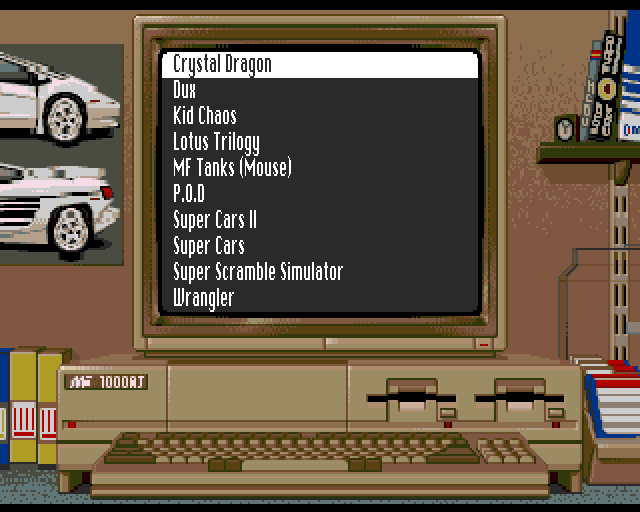 Crystal Dragon
Dux
Kid Chaos
Lotus Trilogy
MF Tanks (Mouse)
P.O.D
Super Cars II
Super Cars
Super Scramble Simulator
Wrangler
MF 1000AT